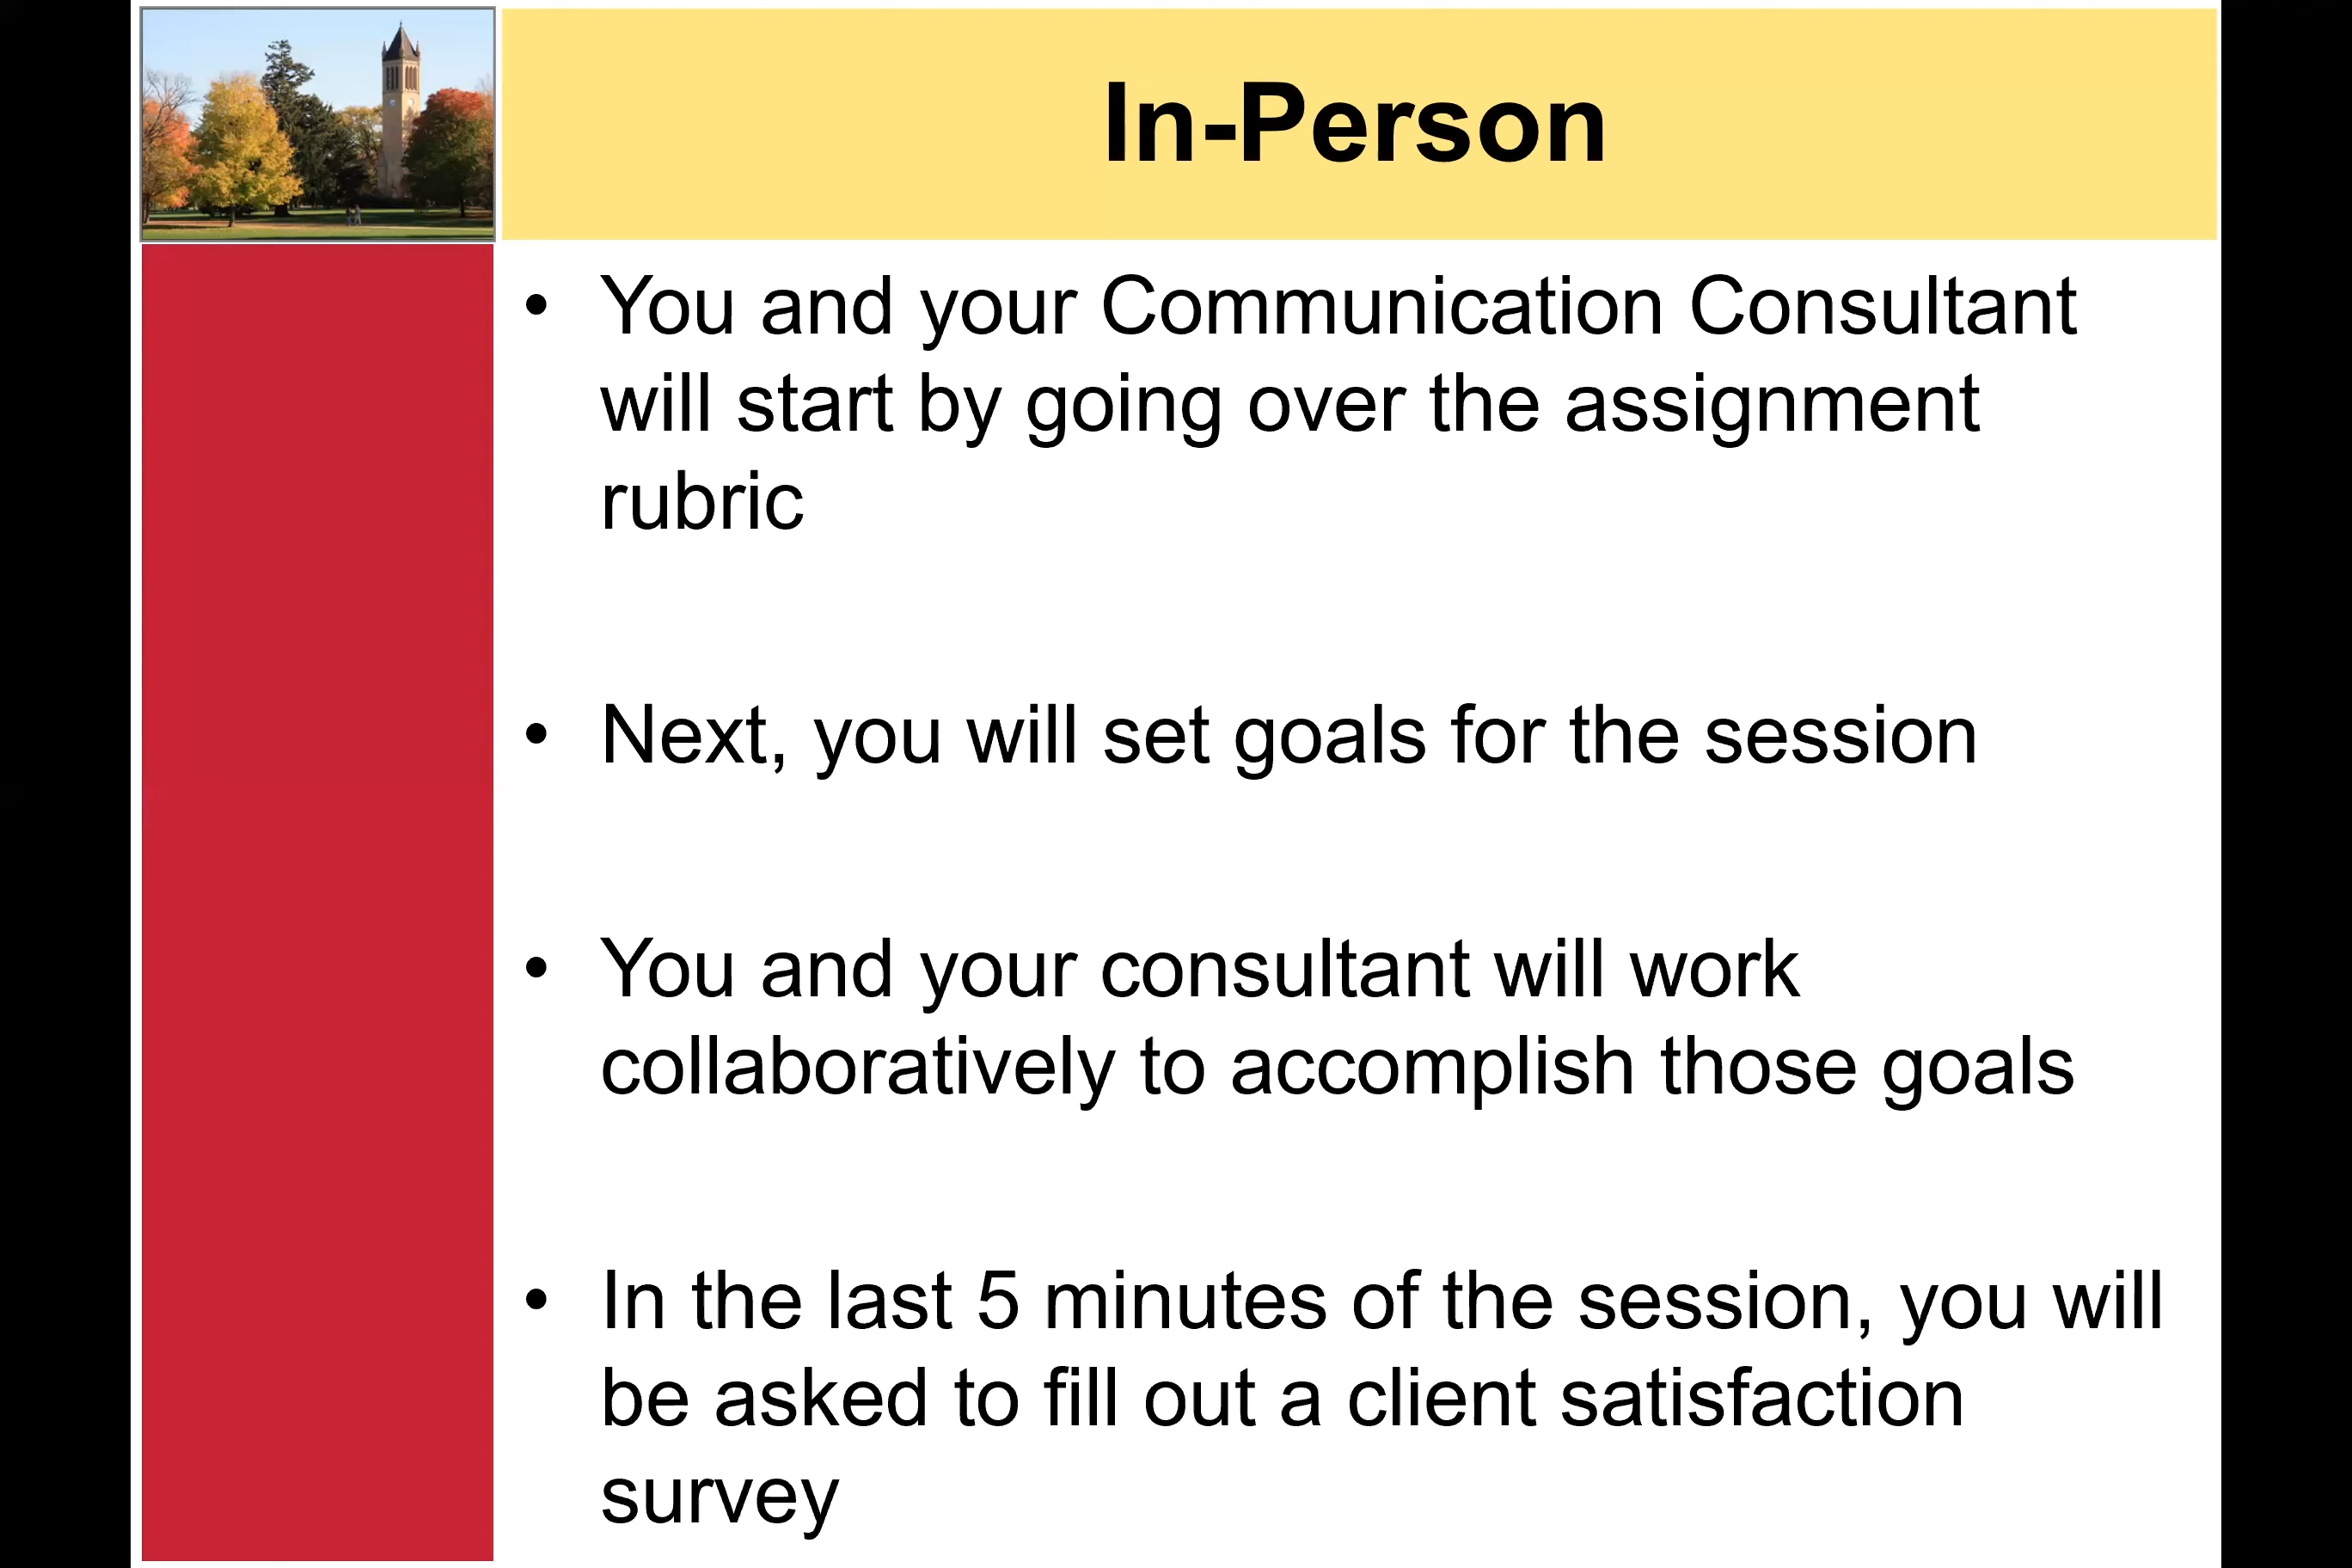 In-Person
• You and your Communication Consultant
will start by going over the assignment
rubric
• Next, you will set goals for the session
• You and your consultant will work
collaboratively to accomplish those goals
• In the last 5 minutes of the session, you will
be asked to fill out a client satisfaction
survey